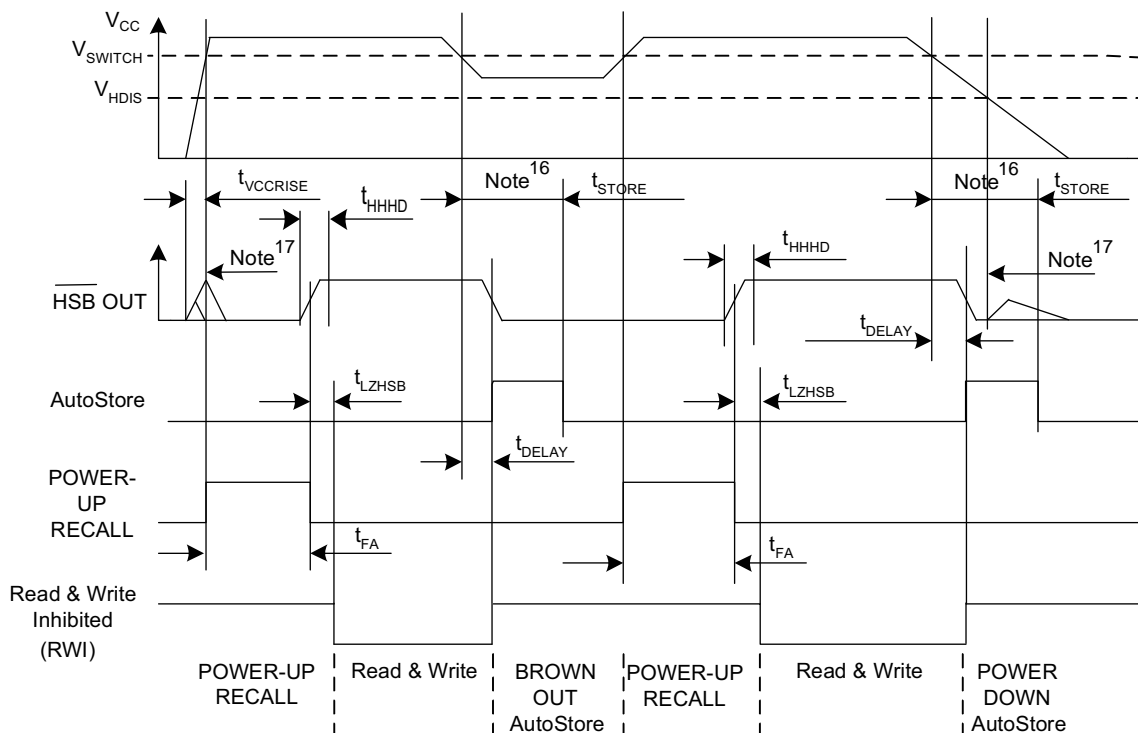 VCC
VSWITCH
VHDIS
tVCCRISE
tHHHD
Note16
tSTORE
Note16
tSTORE
Note17
tHHHD
Note17
HSB OUT
tDELAY
tLZHSB
tLZHSB
AutoStore
tDELAY
POWER-
UP
RECALL
tFA
tFA
Read & Write
Inhibited
(RWI)
POWER-UP
RECALL
Read & Write
BROWN
OUT
AutoStore
POWER-UP
RECALL
Read & Write
POWER
DOWN
AutoStore